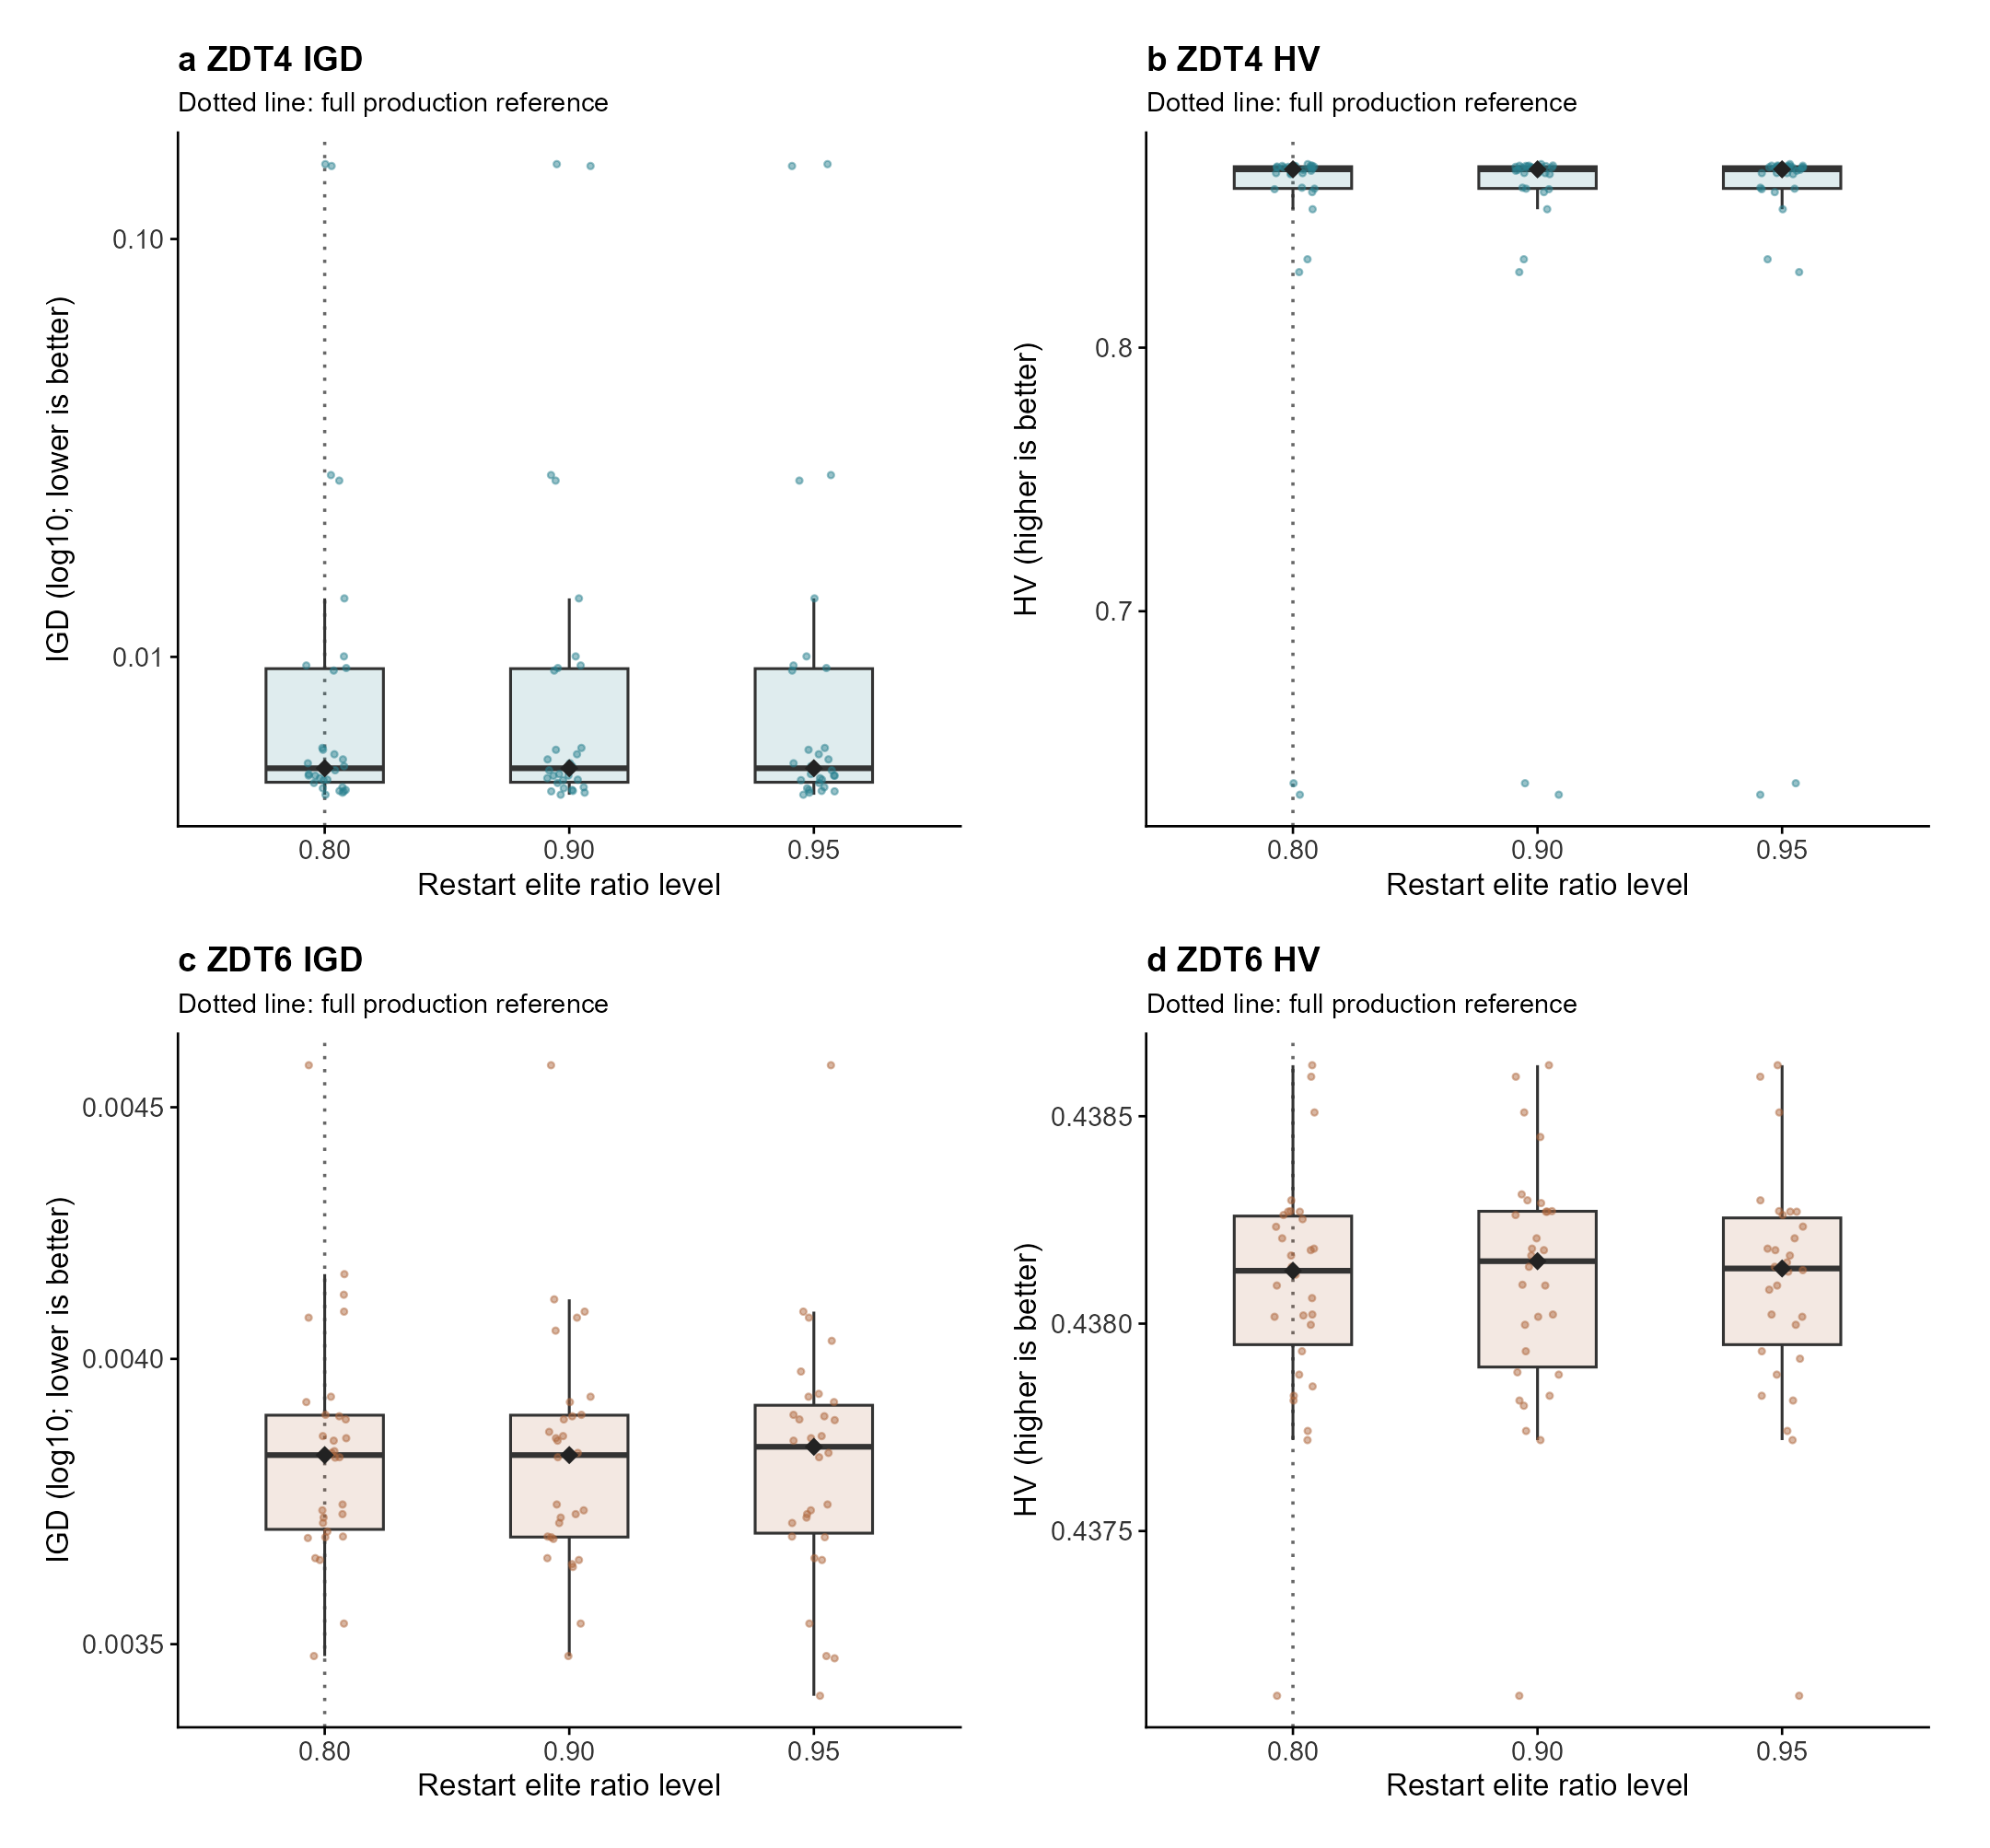 a ZDT4 IGD
Dotted line: full production reference
IGD (log10; lower is better)
0.10
0.01
0.80 0.90 0.95
Restart elite ratio level
b ZDT4 HV
Dotted line: full production reference
HV (higher is better)
0.8
0.7
0.80 0.90 0.95
Restart elite ratio level
c ZDT6 IGD
Dotted line: full production reference
IGD (log10; lower is better)
0.0045
0.0040
0.0035
0.80 0.90 0.95
Restart elite ratio level
d ZDT6 HV
Dotted line: full production reference
HV (higher is better)
0.4385
0.4380
0.4375
0.80 0.90 0.95
Restart elite ratio level